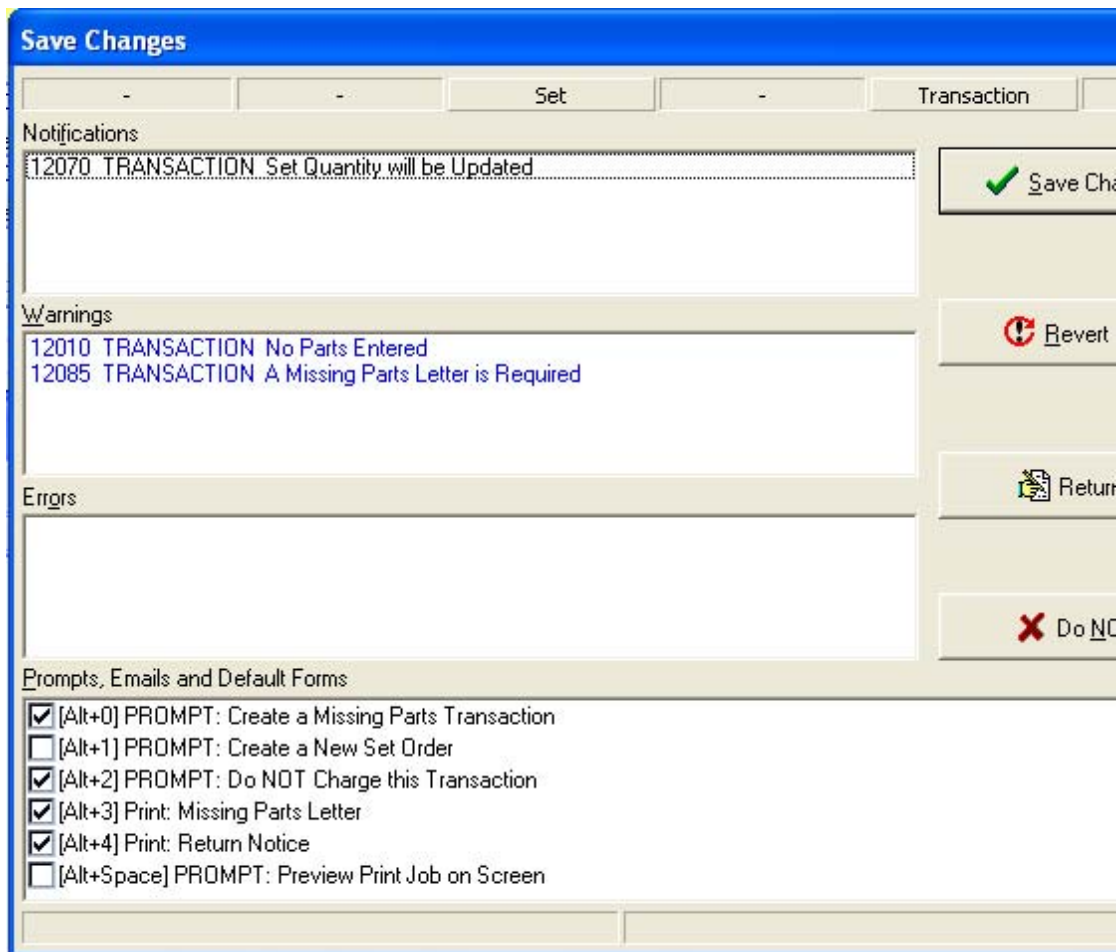 Save Changes
- - Set - Transaction
Notifications
12070 TRANSACTION Set Quantity will be Updated
Save Cha
Warnings
12010 TRANSACTION No Parts Entered
12085 TRANSACTION A Missing Parts Letter is Required
Revert
Errors
Return
Do NO
Prompts, Emails and Default Forms
[Alt+0] PROMPT: Create a Missing Parts Transaction
[Alt+1] PROMPT: Create a New Set Order
[Alt+2] PROMPT: Do NOT Charge this Transaction
[Alt+3] Print: Missing Parts Letter
[Alt+4] Print: Return Notice
[Alt+Space] PROMPT: Preview Print Job on Screen